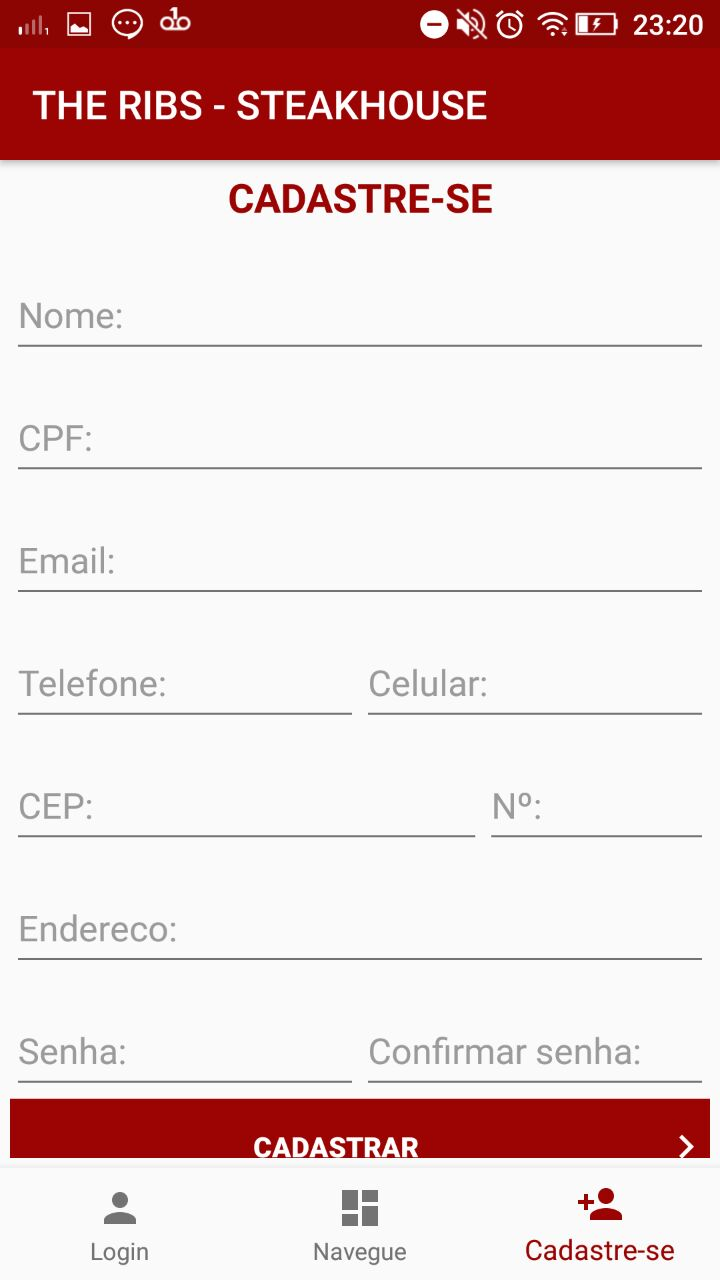 23:20
THE RIBS - STEAKHOUSE
CADASTRE-SE
Nome:
CPF:
Email:
Telefone: Celular:
CEP: Nº:
Endereco:
Senha: Confirmar senha:
CADASTRAR
Login Navegue Cadastre-se